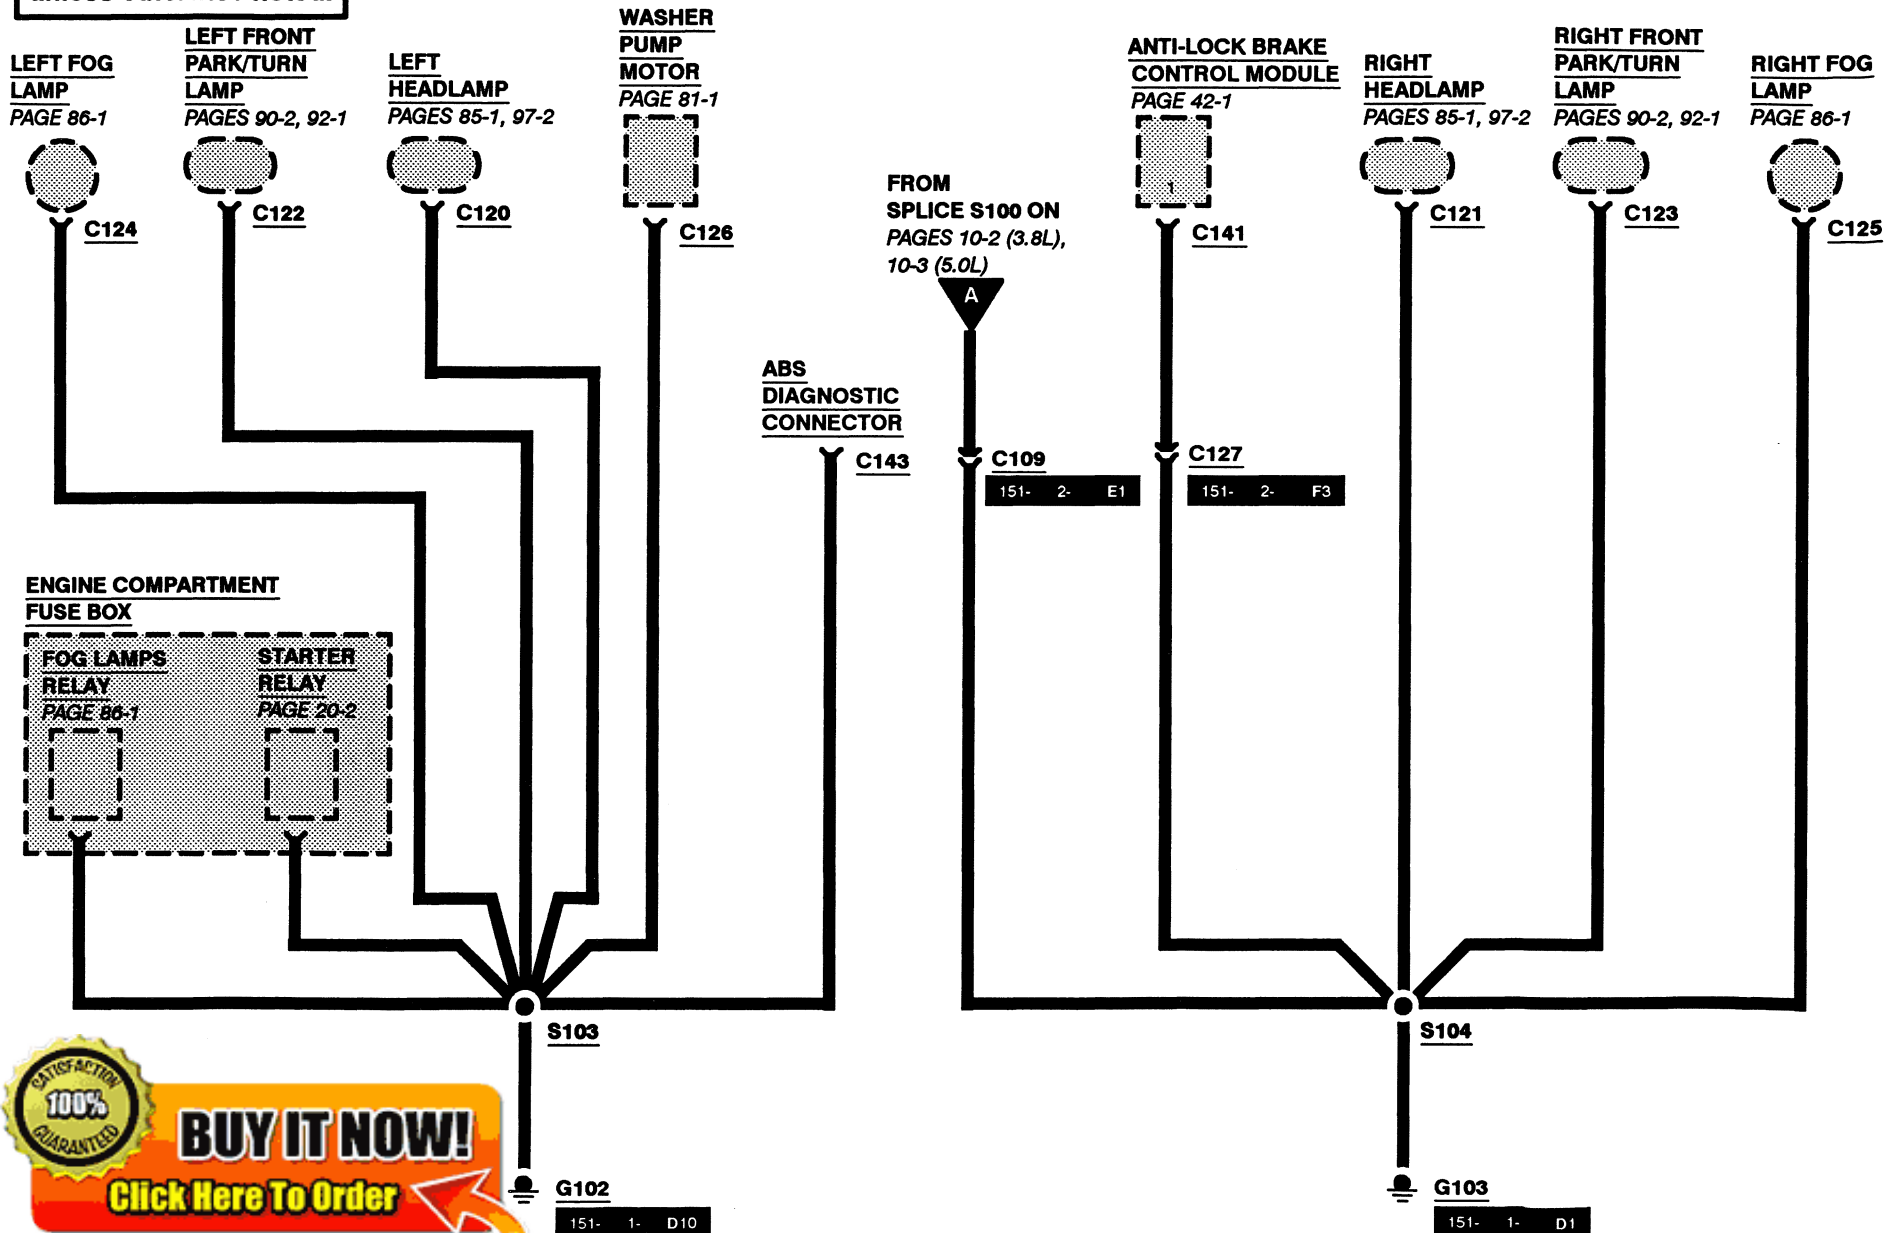 LEFT FOG
LAMP
PAGE 86-1
LEFT FRONT
PARK/TURN
LAMP
PAGES 90-2, 92-1
LEFT
HEADLAMP
PAGES 85-1, 97-2
WASHER
PUMP
MOTOR
PAGE 81-1
ANTI-LOCK BRAKE
CONTROL MODULE
PAGE 42-1
1
RIGHT
HEADLAMP
PAGES 85-1, 97-2
RIGHT FRONT
PARK/TURN
LAMP
PAGES 90-2, 92-1
RIGHT FOG
LAMP
PAGE 86-1
C124
C122
C120
C126
FROM
SPLICE S100 ON
PAGES 10-2 (3.8L),
10-3 (5.0L)
A
C141
C121
C123
C125
ABS
DIAGNOSTIC
CONNECTOR
C143
C109
151- 2- E1
C127
151- 2- F3
ENGINE COMPARTMENT
FUSE BOX
FOG LAMPS
RELAY
PAGE 86-1
STARTER
RELAY
PAGE 20-2
S103
S104
SATISFACTION
100%
GUARANTEED
BUY IT NOW!
Click Here To Order
G102
151- 1- D10
G103
151- 1- D1